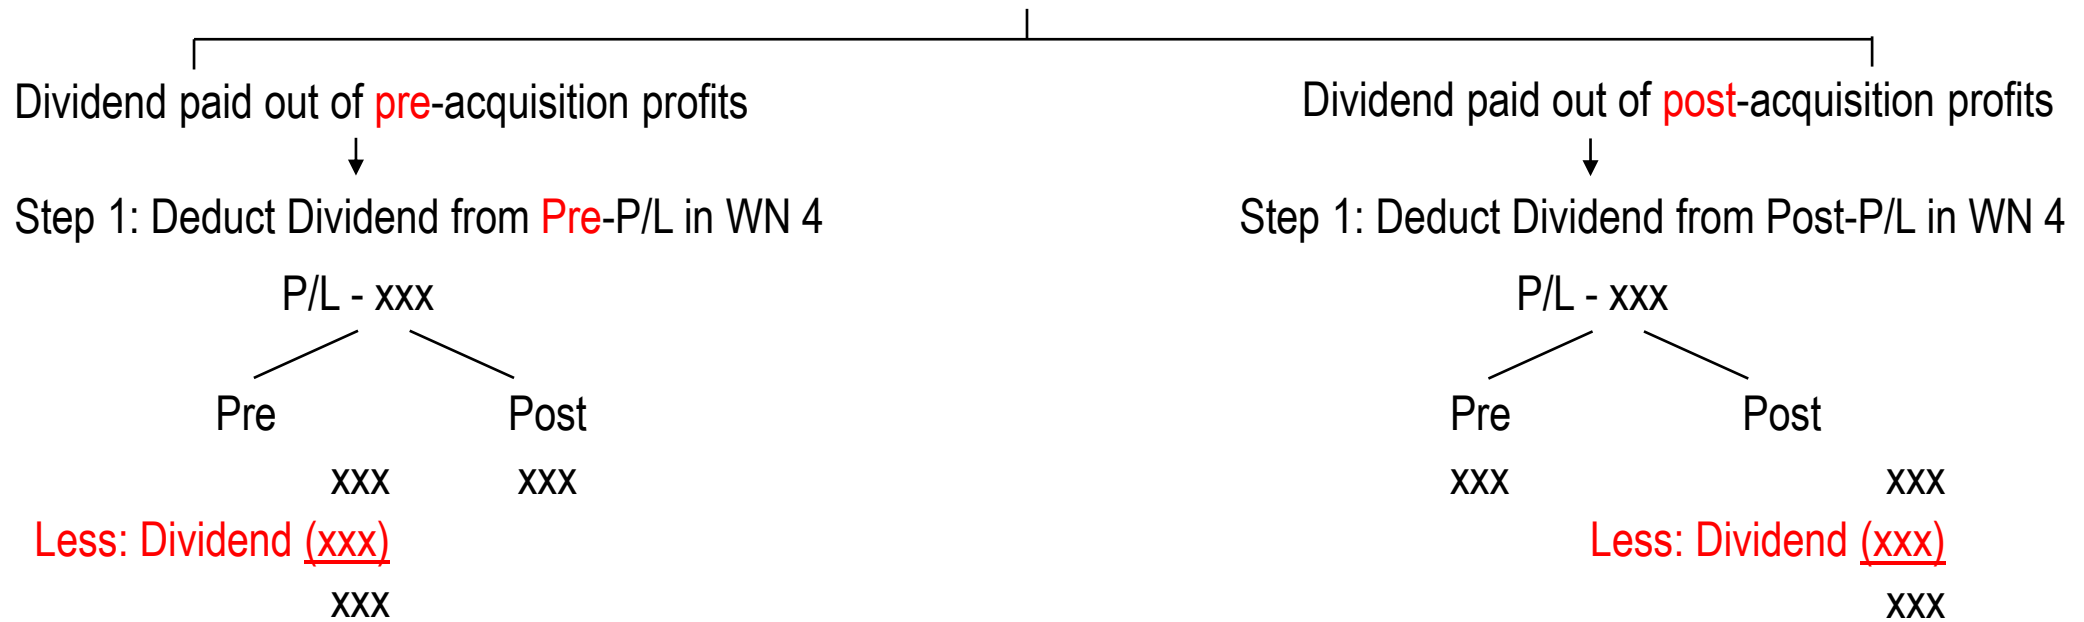 Dividend paid out of pre-acquisition profits
Step 1: Deduct Dividend from Pre-P/L in WN 4
P/L - xxx
Pre Post
xxx xxx
Less: Dividend (xxx)
xxx
Dividend paid out of post-acquisition profits
Step 1: Deduct Dividend from Post-P/L in WN 4
P/L - xxx
Pre Post
xxx xxx
Less: Dividend (xxx)
xxx